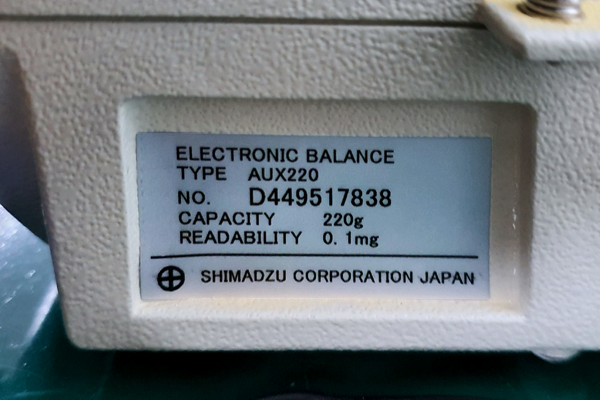 ELECTRONIC BALANCE
TYPE AUX220
NO. D449517838
CAPACITY 220g
READABILITY 0.1mg
SHIMADZU CORPORATION JAPAN